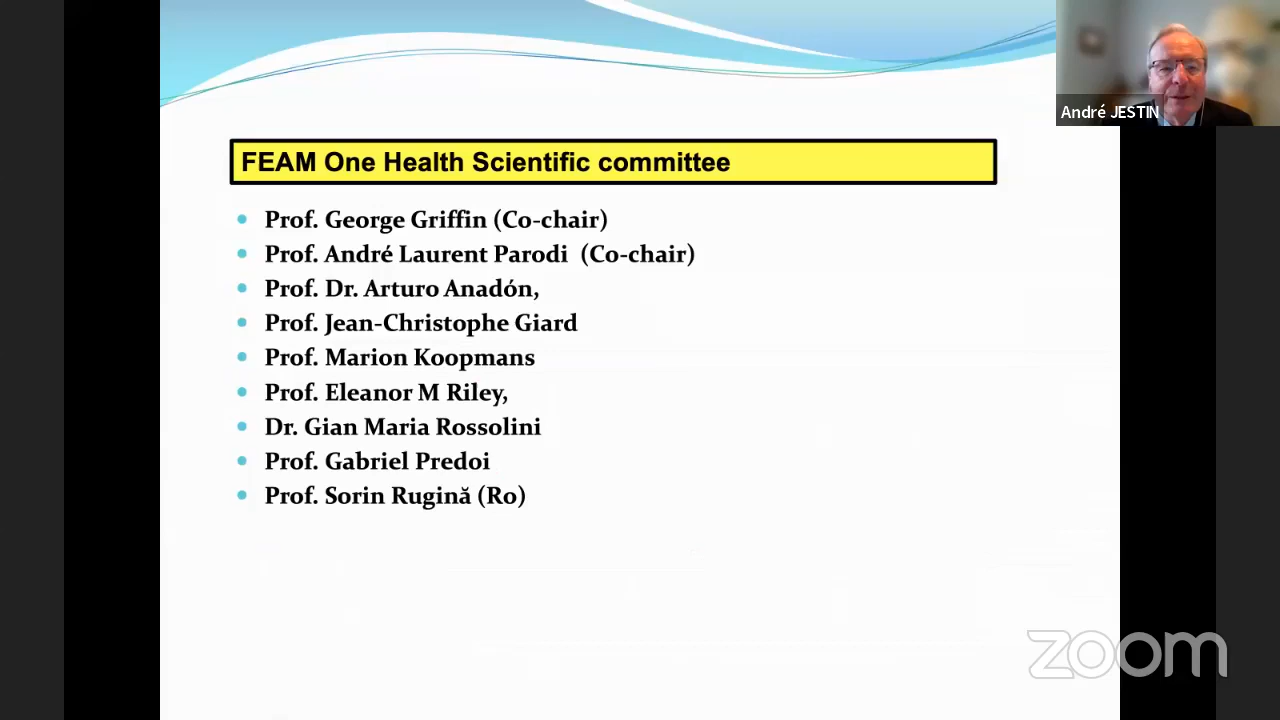 André JESTIN
FEAM One Health Scientific committee
Prof. George Griffin (Co-chair)
Prof. André Laurent Parodi (Co-chair)
Prof. Dr. Arturo Anadón,
Prof. Jean-Christophe Giard
Prof. Marion Koopmans
Prof. Eleanor M Riley,
Dr. Gian Maria Rossolini
Prof. Gabriel Predoi
Prof. Sorin Rugină (Ro)
zoom